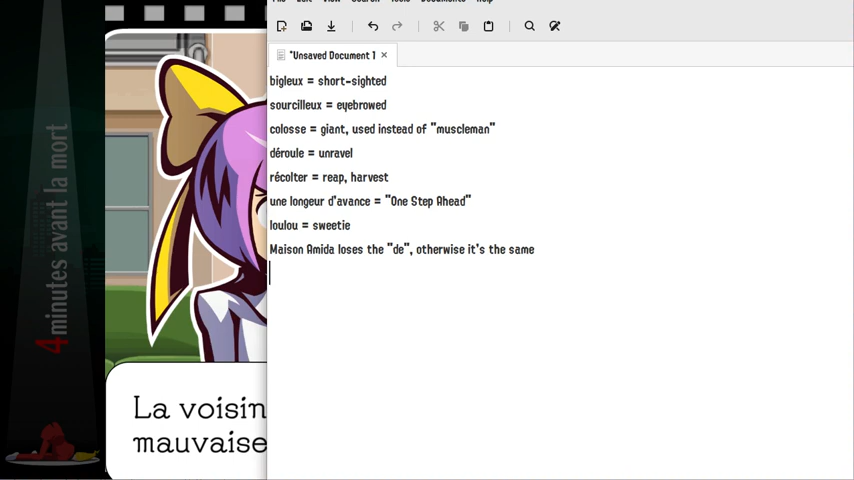 4 minutes avant la mort
*Unsaved Document 1
bigleux = short-sighted
sourcilleux = eyebrowed
colosse = giant, used instead of "muscleman"
déroule = unravel
récolter = reap, harvest
une longeur d'avance = "One Step Ahead"
loulou = sweetie
Maison Amida loses the "de", otherwise it's the same
La voisin
mauvaise